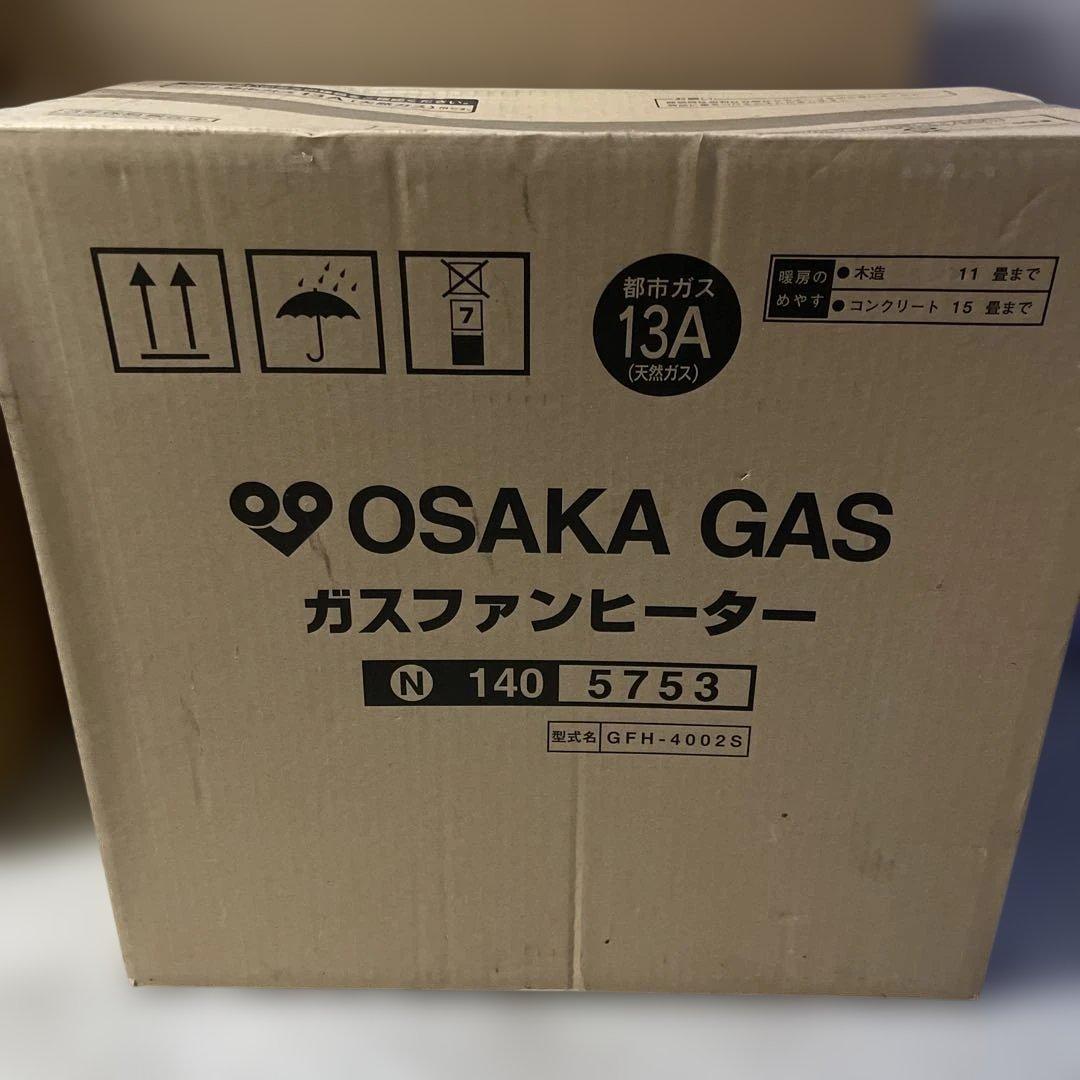 7
都市ガス
13A
(天然ガス)
暖房の
めやす
●木造 11 畳まで
●コンクリート 15 畳まで
OSAKA GAS
ガスファンヒーター
N 140 5753
型式名 GFH-4002S